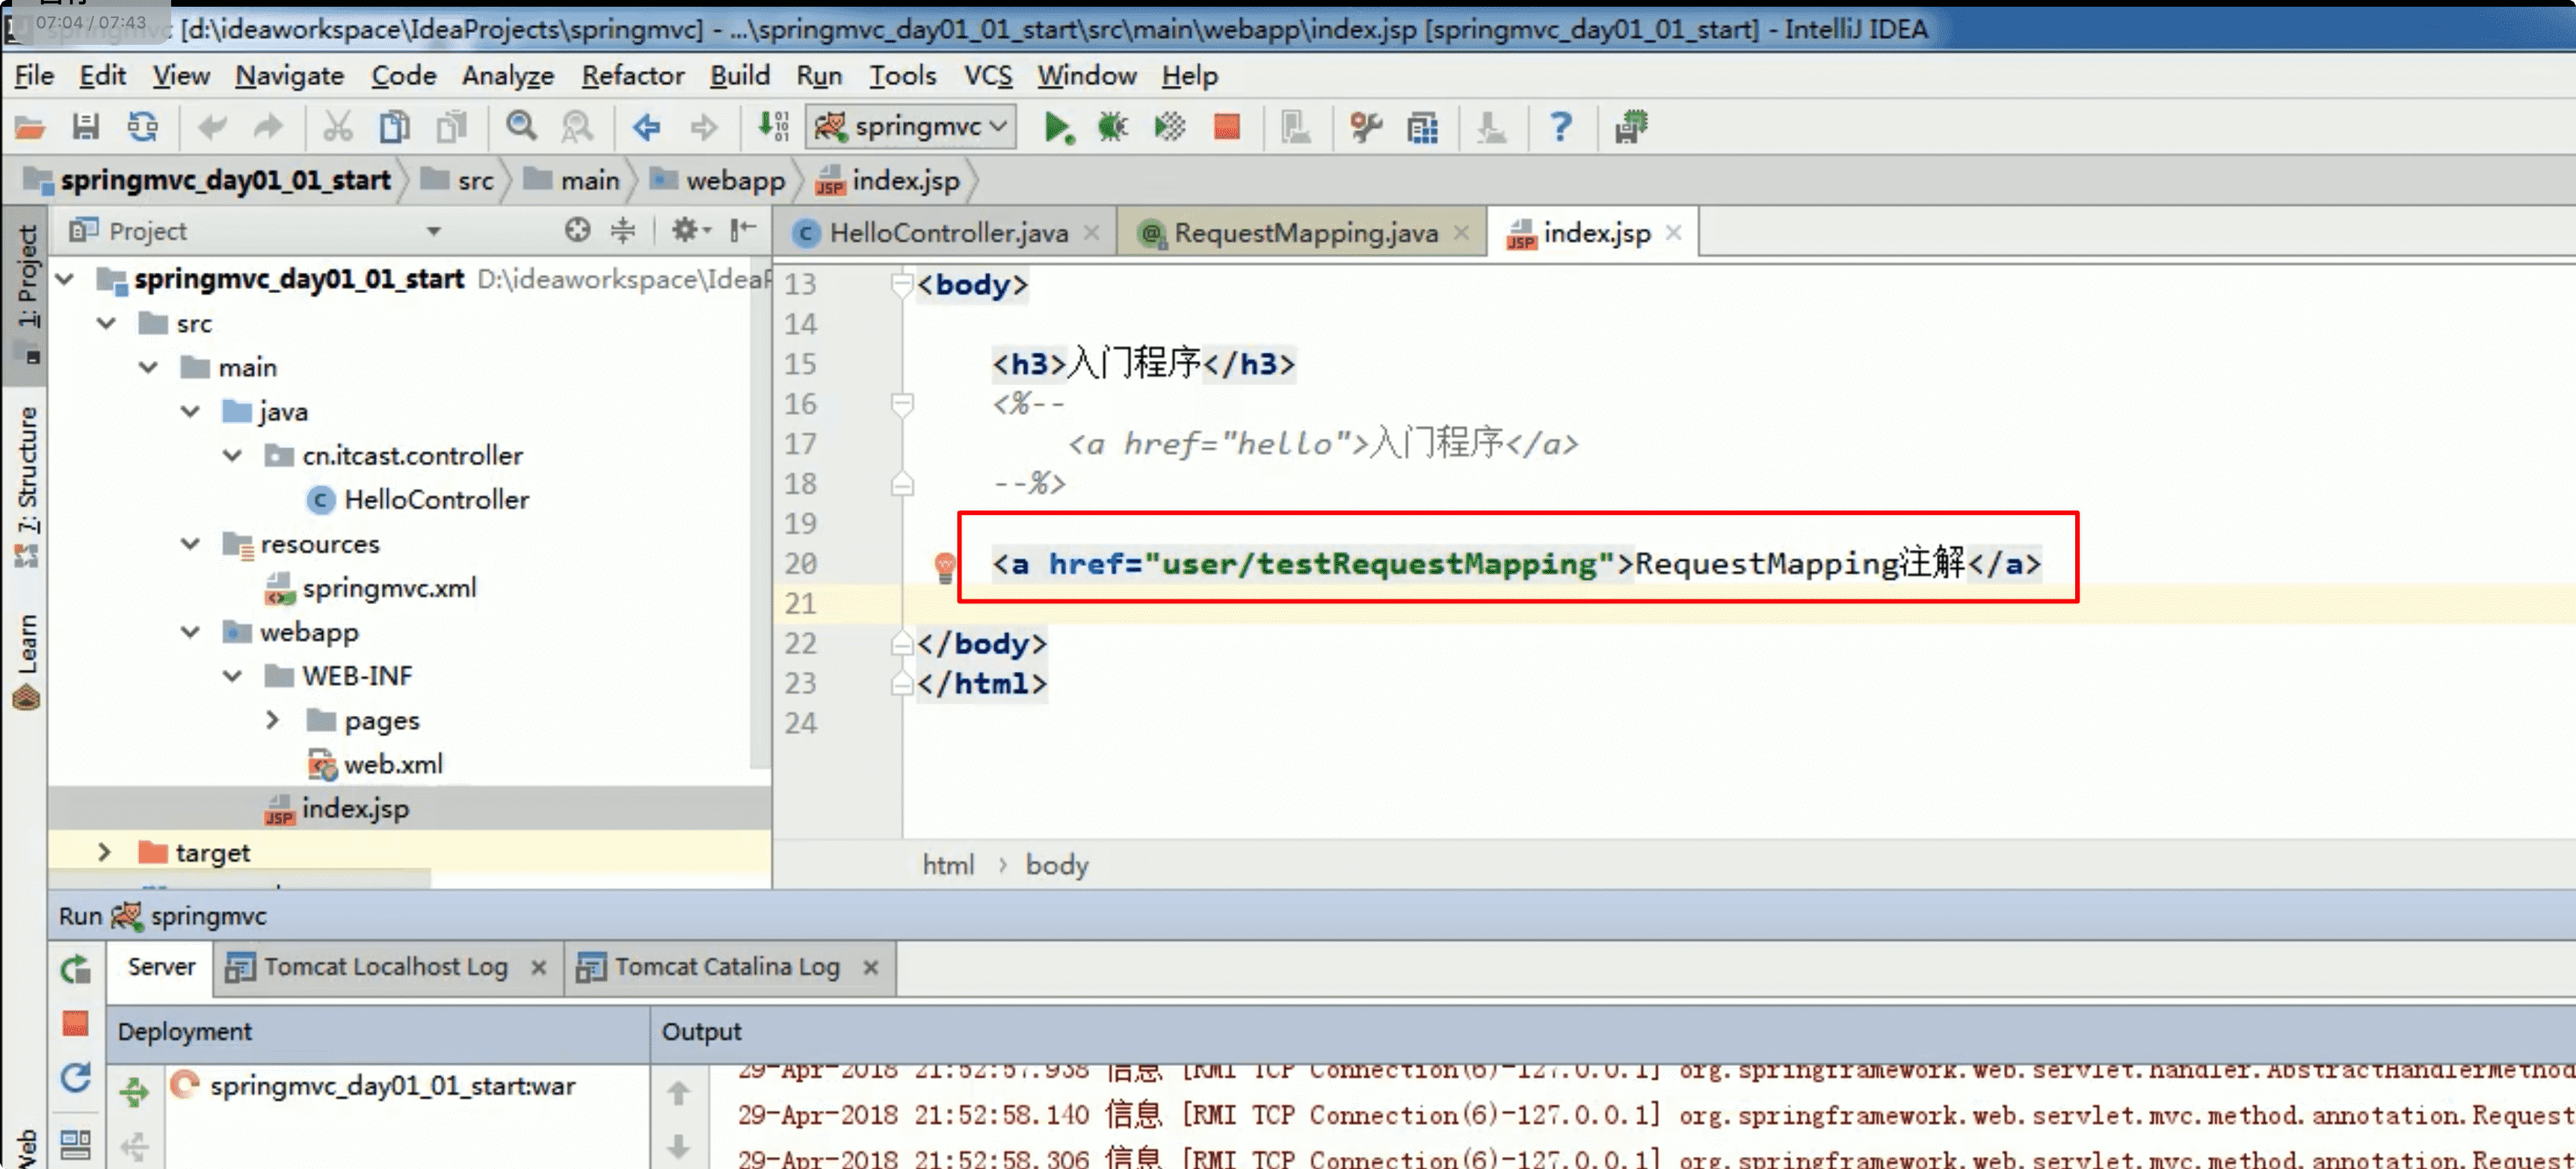 07:04 / 07:43
[d:\ideaworkspace\IdeaProjects\springmvc] - ...\springmvc_day01_01_start\src\main\webapp\index.jsp [springmvc_day01_01_start] - IntelliJ IDEA
File Edit View Navigate Code Analyze Refactor Build Run Tools VCS Window Help
springmvc
springmvc_day01_01_start src main webapp index.jsp
Project
HelloController.java RequestMapping.java index.jsp
1: Project
7: Structure
Learn
springmvc_day01_01_start D:\ideaworkspace\IdeaP
src
main
java
cn.itcast.controller
HelloController
resources
springmvc.xml
webapp
WEB-INF
pages
web.xml
index.jsp
target
13 <body>
14
15 <h3>入门程序</h3>
16 <%--
17 <a href="hello">入门程序</a>
18 --%>
19
20 <a href="user/testRequestMapping">RequestMapping注解</a>
21
22 </body>
23 </html>
24
html › body
Run springmvc
Server Tomcat Localhost Log Tomcat Catalina Log
Deployment Output
springmvc_day01_01_start:war
29-Apr-2018 21:52:57.938 信息 [RMI TCP Connection(6)-127.0.0.1] org.springframework.web.servlet.handler.AbstractHandlerMethod
29-Apr-2018 21:52:58.140 信息 [RMI TCP Connection(6)-127.0.0.1] org.springframework.web.servlet.mvc.method.annotation.Request
29-Apr-2018 21:52:58.306 信息 [RMI TCP Connection(6)-127.0.0.1] org.springframework.web.servlet.mvc.method.annotation.Reques